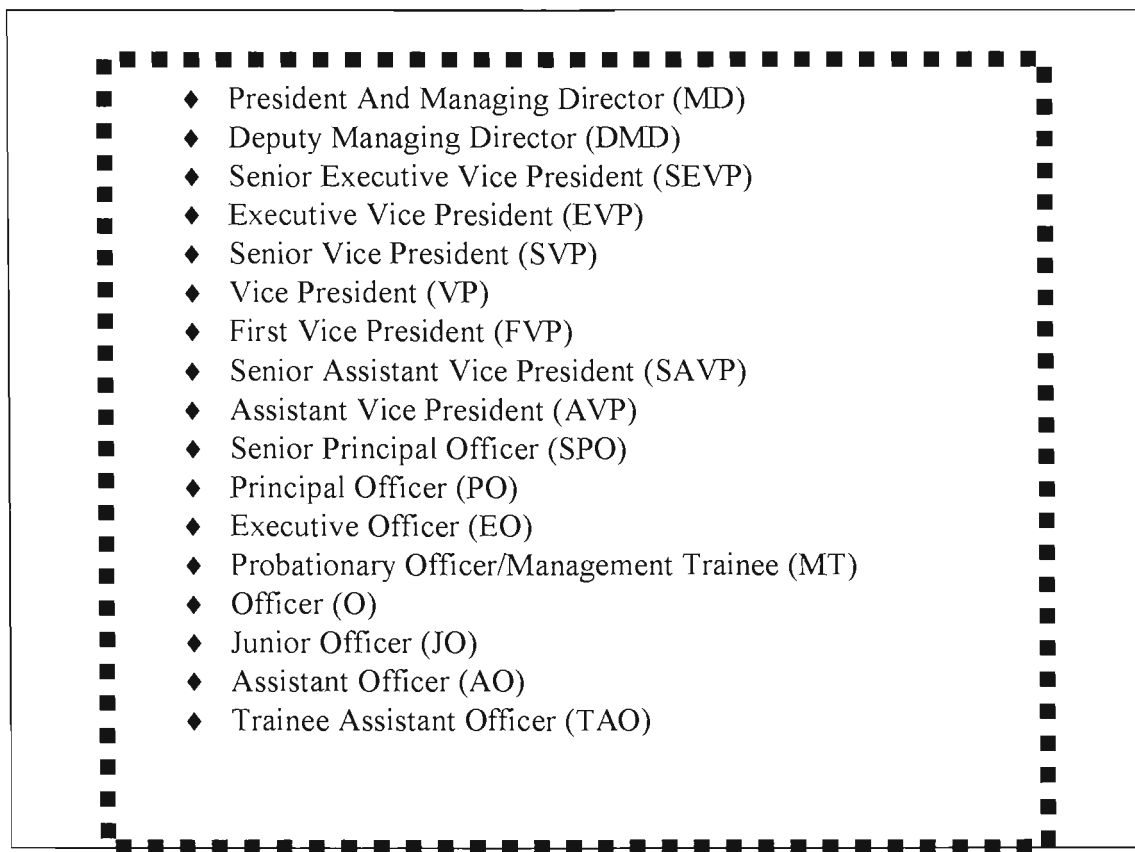 ♦ President And Managing Director (MD)
♦ Deputy Managing Director (DMD)
♦ Senior Executive Vice President (SEVP)
♦ Executive Vice President (EVP)
♦ Senior Vice President (SVP)
♦ Vice President (VP)
♦ First Vice President (FVP)
♦ Senior Assistant Vice President (SAVP)
♦ Assistant Vice President (AVP)
♦ Senior Principal Officer (SPO)
♦ Principal Officer (PO)
♦ Executive Officer (EO)
♦ Probationary Officer/Management Trainee (MT)
♦ Officer (O)
♦ Junior Officer (JO)
♦ Assistant Officer (AO)
♦ Trainee Assistant Officer (TAO)